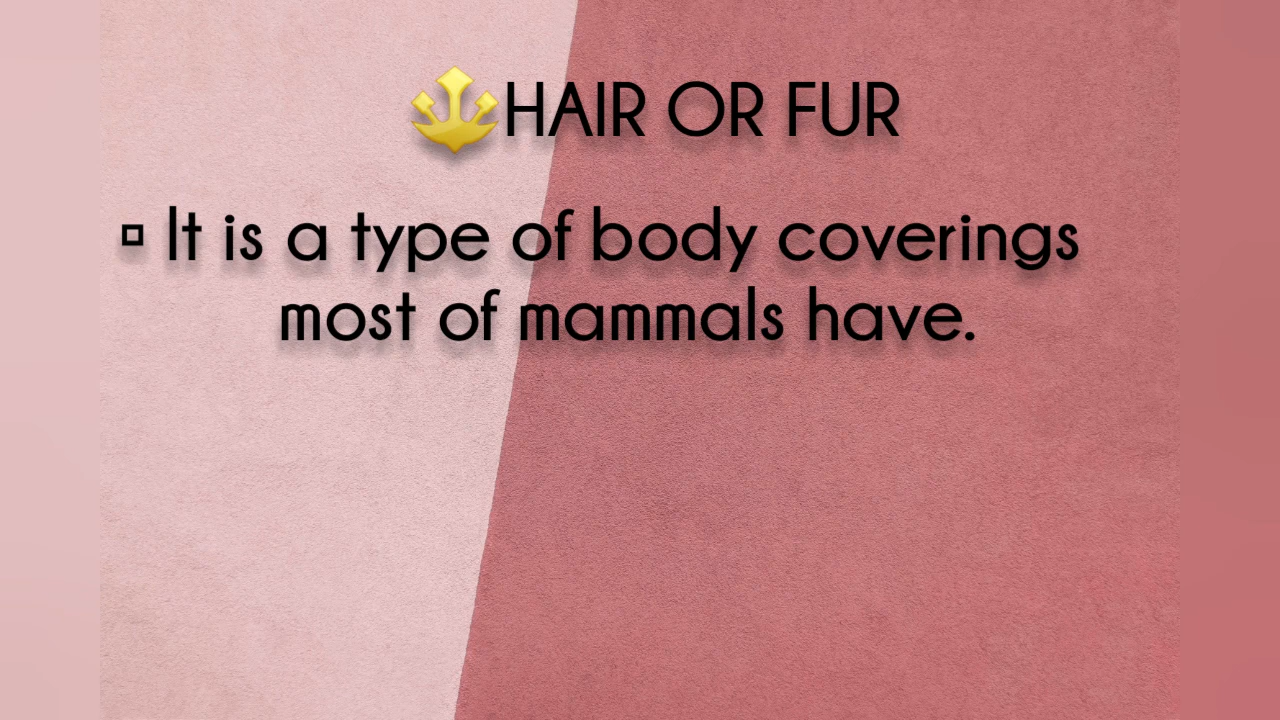 🔱HAIR OR FUR
▫ It is a type of body coverings
most of mammals have.